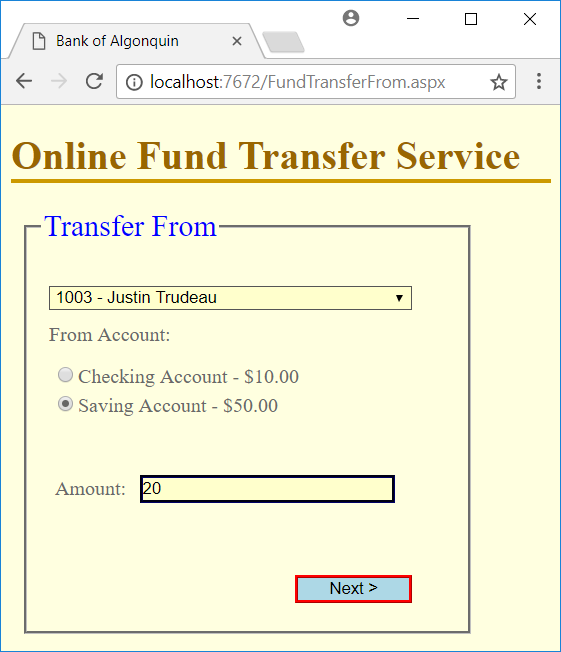 Bank of Algonquin
localhost:7672/FundTransferFrom.aspx
Online Fund Transfer Service
Transfer From
1003 - Justin Trudeau
From Account:
Checking Account - $10.00
Saving Account - $50.00
Amount: 20
Next >